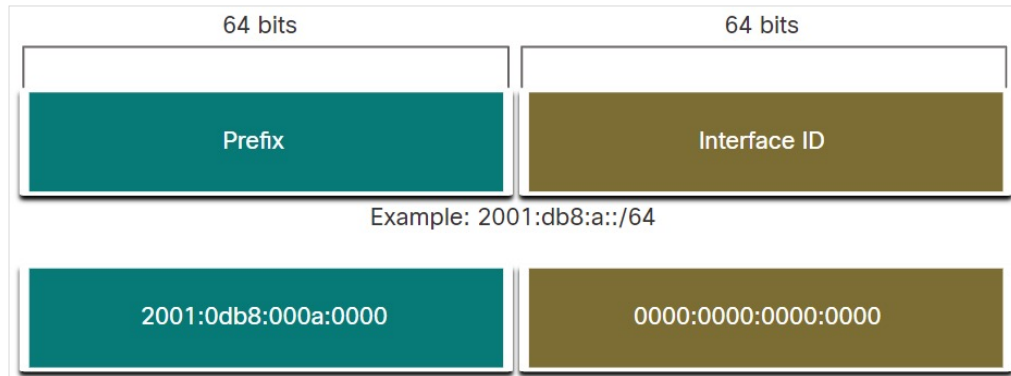 64 bits 64 bits
Prefix Interface ID
Example: 2001:db8:a::/64
2001:0db8:000a:0000 0000:0000:0000:0000